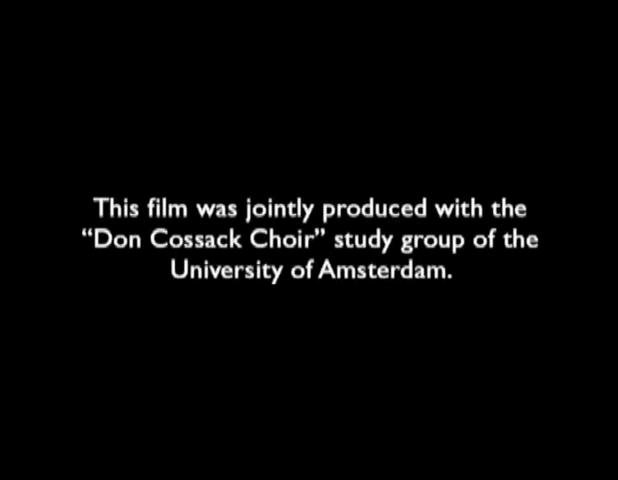 This film was jointly produced with the
“Don Cossack Choir” study group of the
University of Amsterdam.